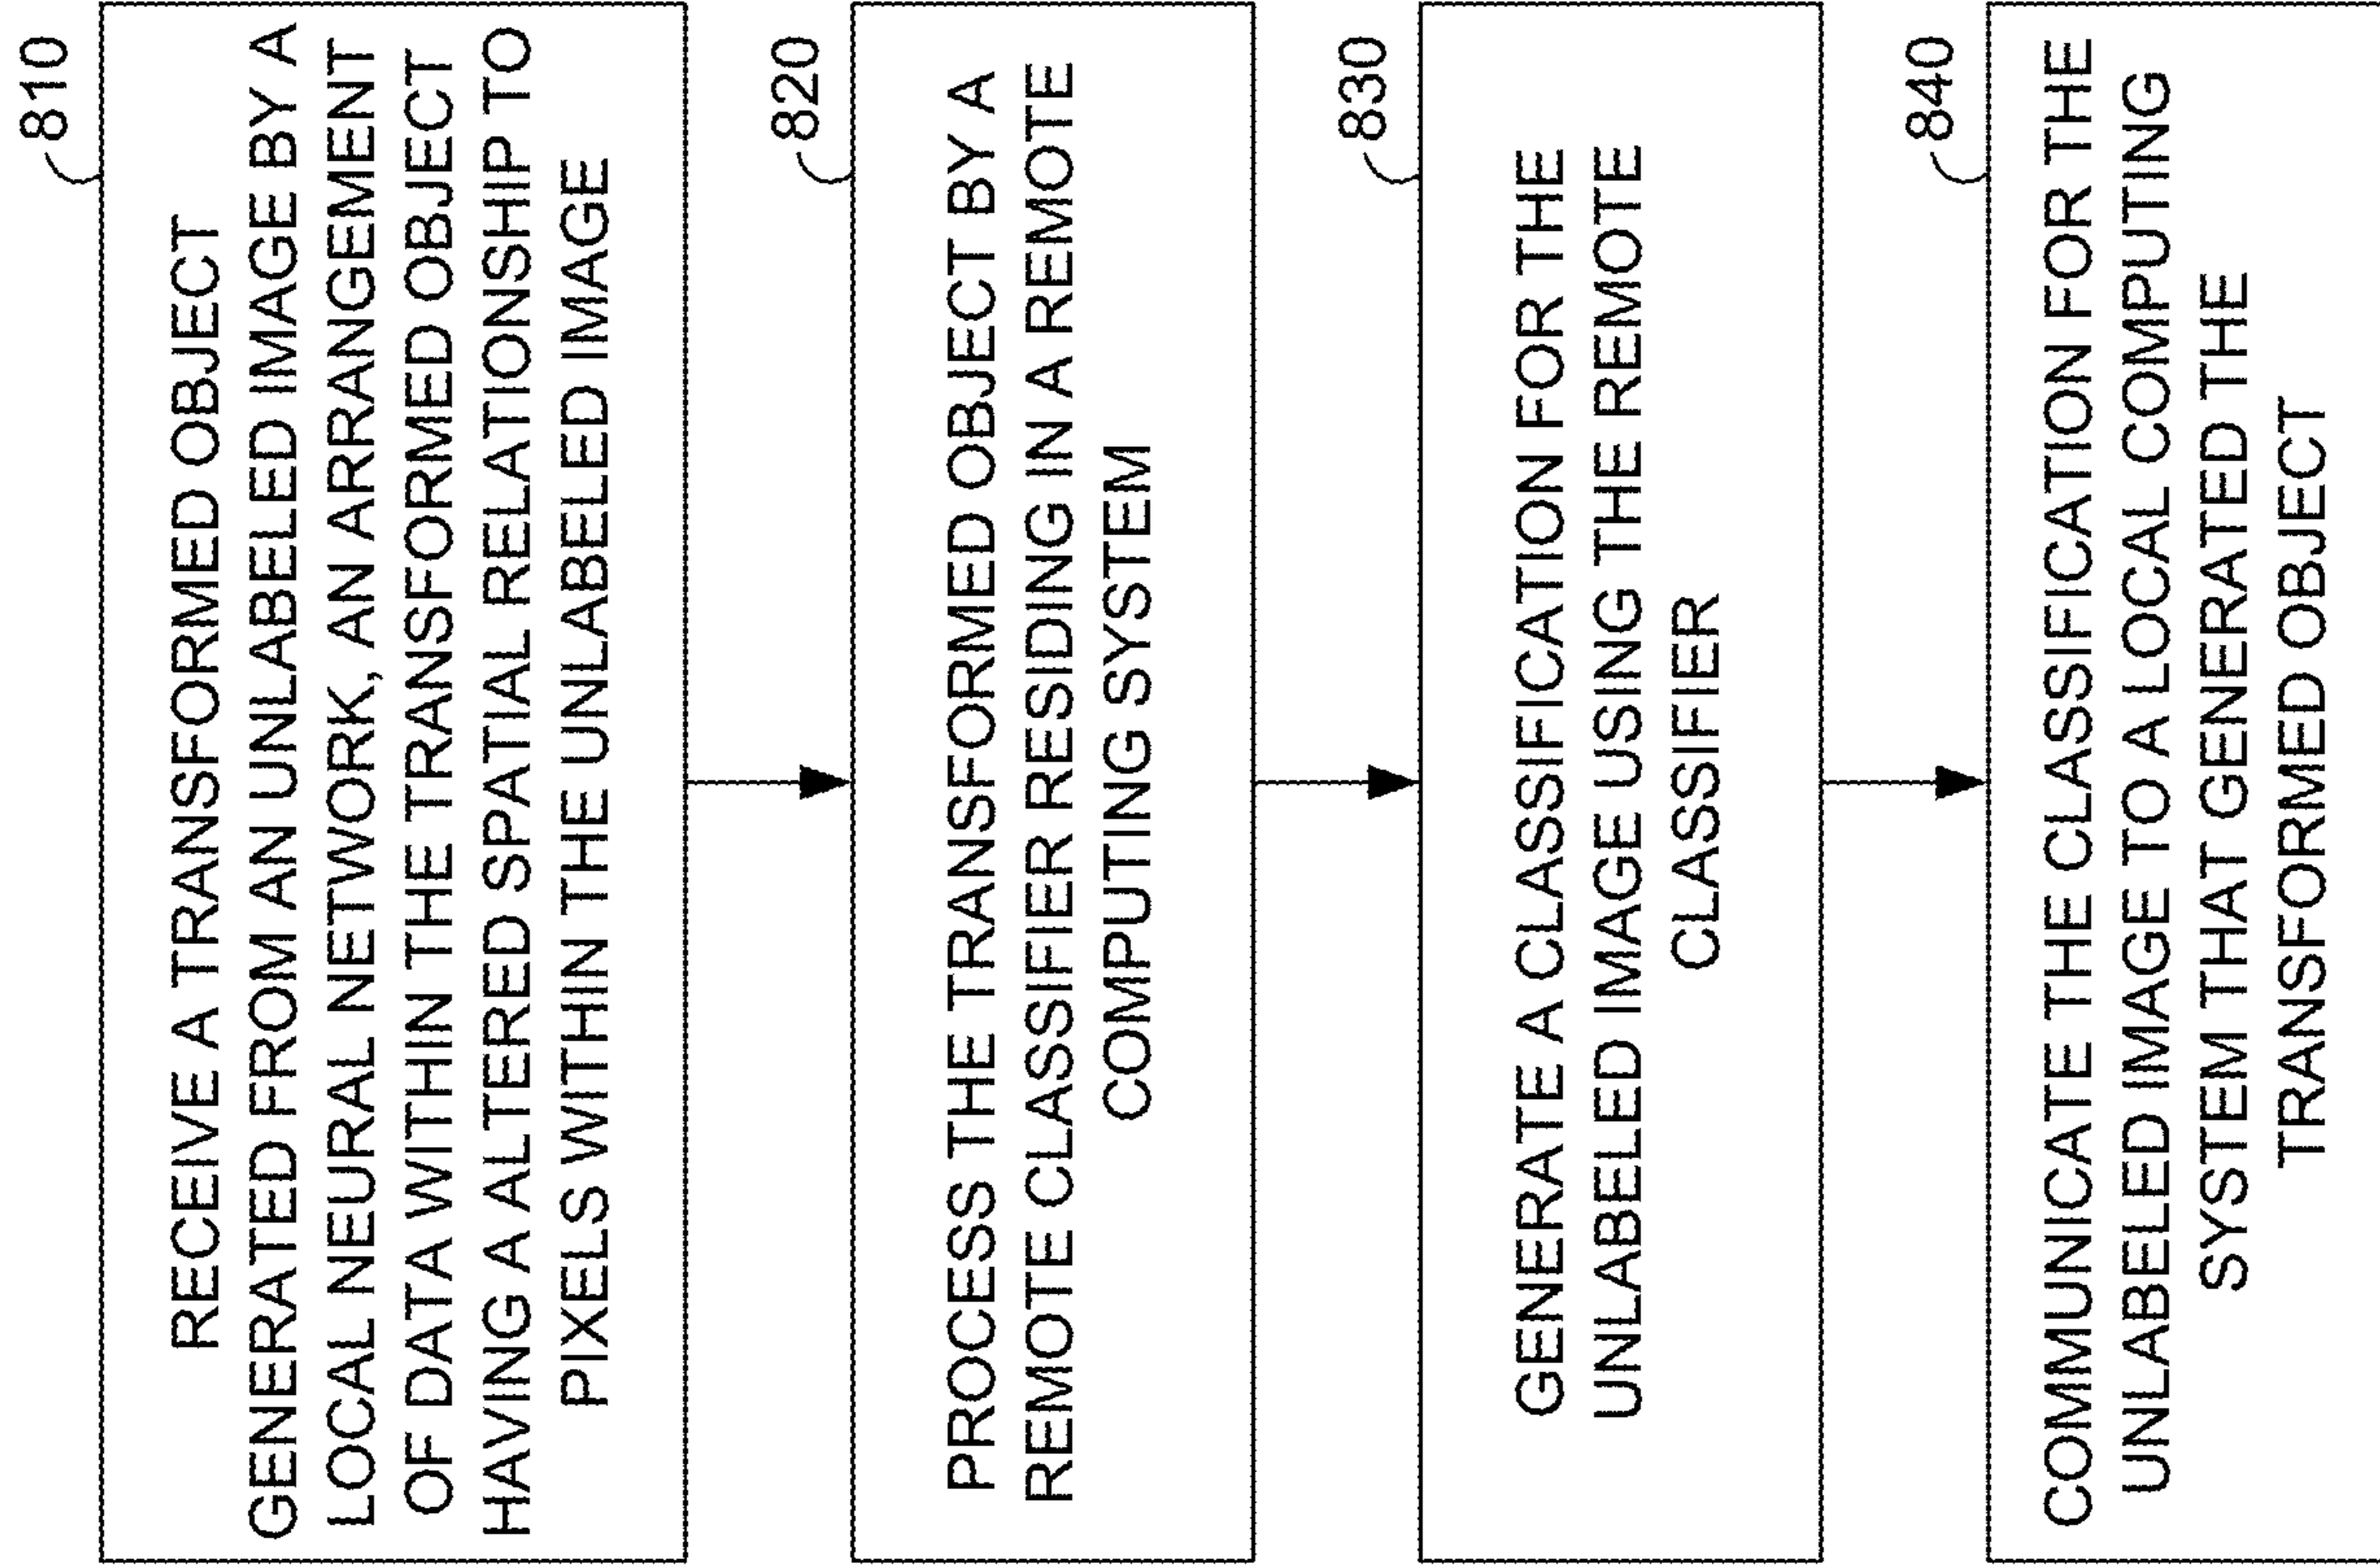 810
RECEIVE A TRANSFORMED OBJECT
GENERATED FROM AN UNLABELED IMAGE BY A
LOCAL NEURAL NETWORK, AN ARRANGEMENT
OF DATA WITHIN THE TRANSFORMED OBJECT
HAVING A ALTERED SPATIAL RELATIONSHIP TO
PIXELS WITHIN THE UNLABELED IMAGE
820
PROCESS THE TRANSFORMED OBJECT BY A
REMOTE CLASSIFIER RESIDING IN A REMOTE
COMPUTING SYSTEM
830
GENERATE A CLASSIFICATION FOR THE
UNLABELED IMAGE USING THE REMOTE
CLASSIFIER
840
COMMUNICATE THE CLASSIFICATION FOR THE
UNLABELED IMAGE TO A LOCAL COMPUTING
SYSTEM THAT GENERATED THE
TRANSFORMED OBJECT